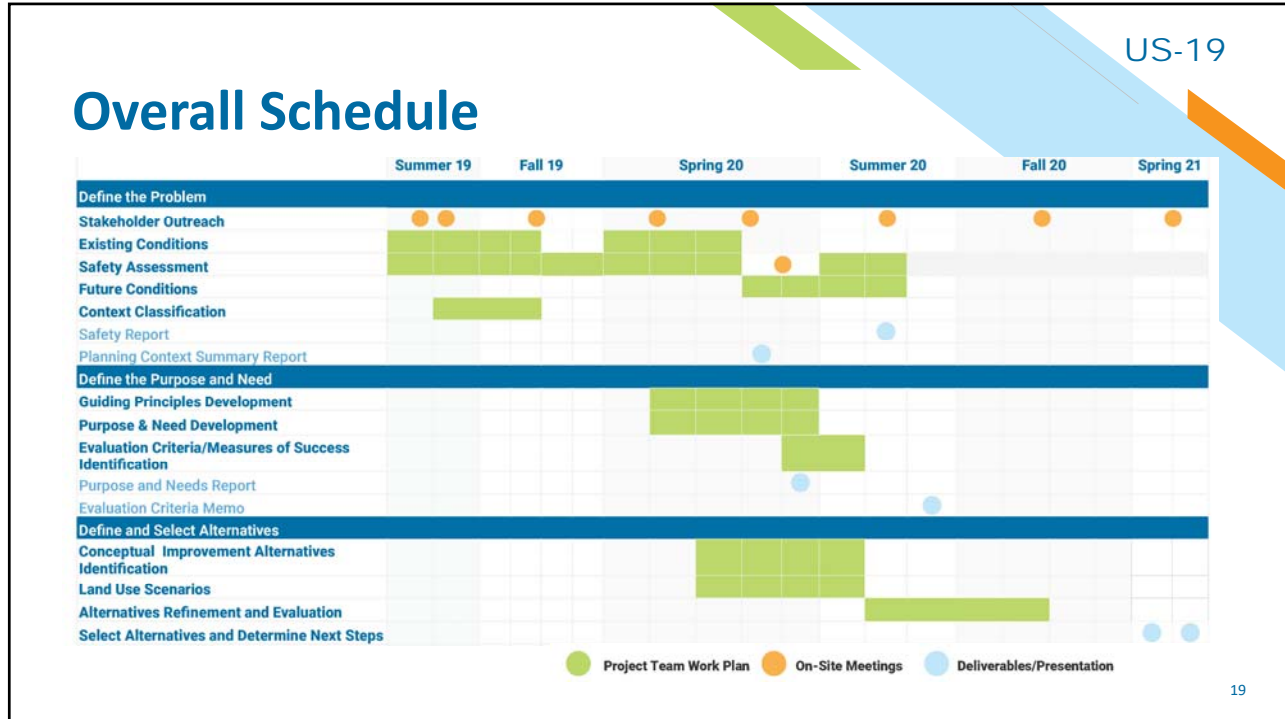 US-19
Overall Schedule
Summer 19 Fall 19 Spring 20 Summer 20 Fall 20 Spring 21
Define the Problem
Stakeholder Outreach
Existing Conditions
Safety Assessment
Future Conditions
Context Classification
Safety Report
Planning Context Summary Report
Define the Purpose and Need
Guiding Principles Development
Purpose & Need Development
Evaluation Criteria/Measures of Success
Identification
Purpose and Needs Report
Evaluation Criteria Memo
Define and Select Alternatives
Conceptual Improvement Alternatives
Identification
Land Use Scenarios
Alternatives Refinement and Evaluation
Select Alternatives and Determine Next Steps
Project Team Work Plan On-Site Meetings Deliverables/Presentation
19